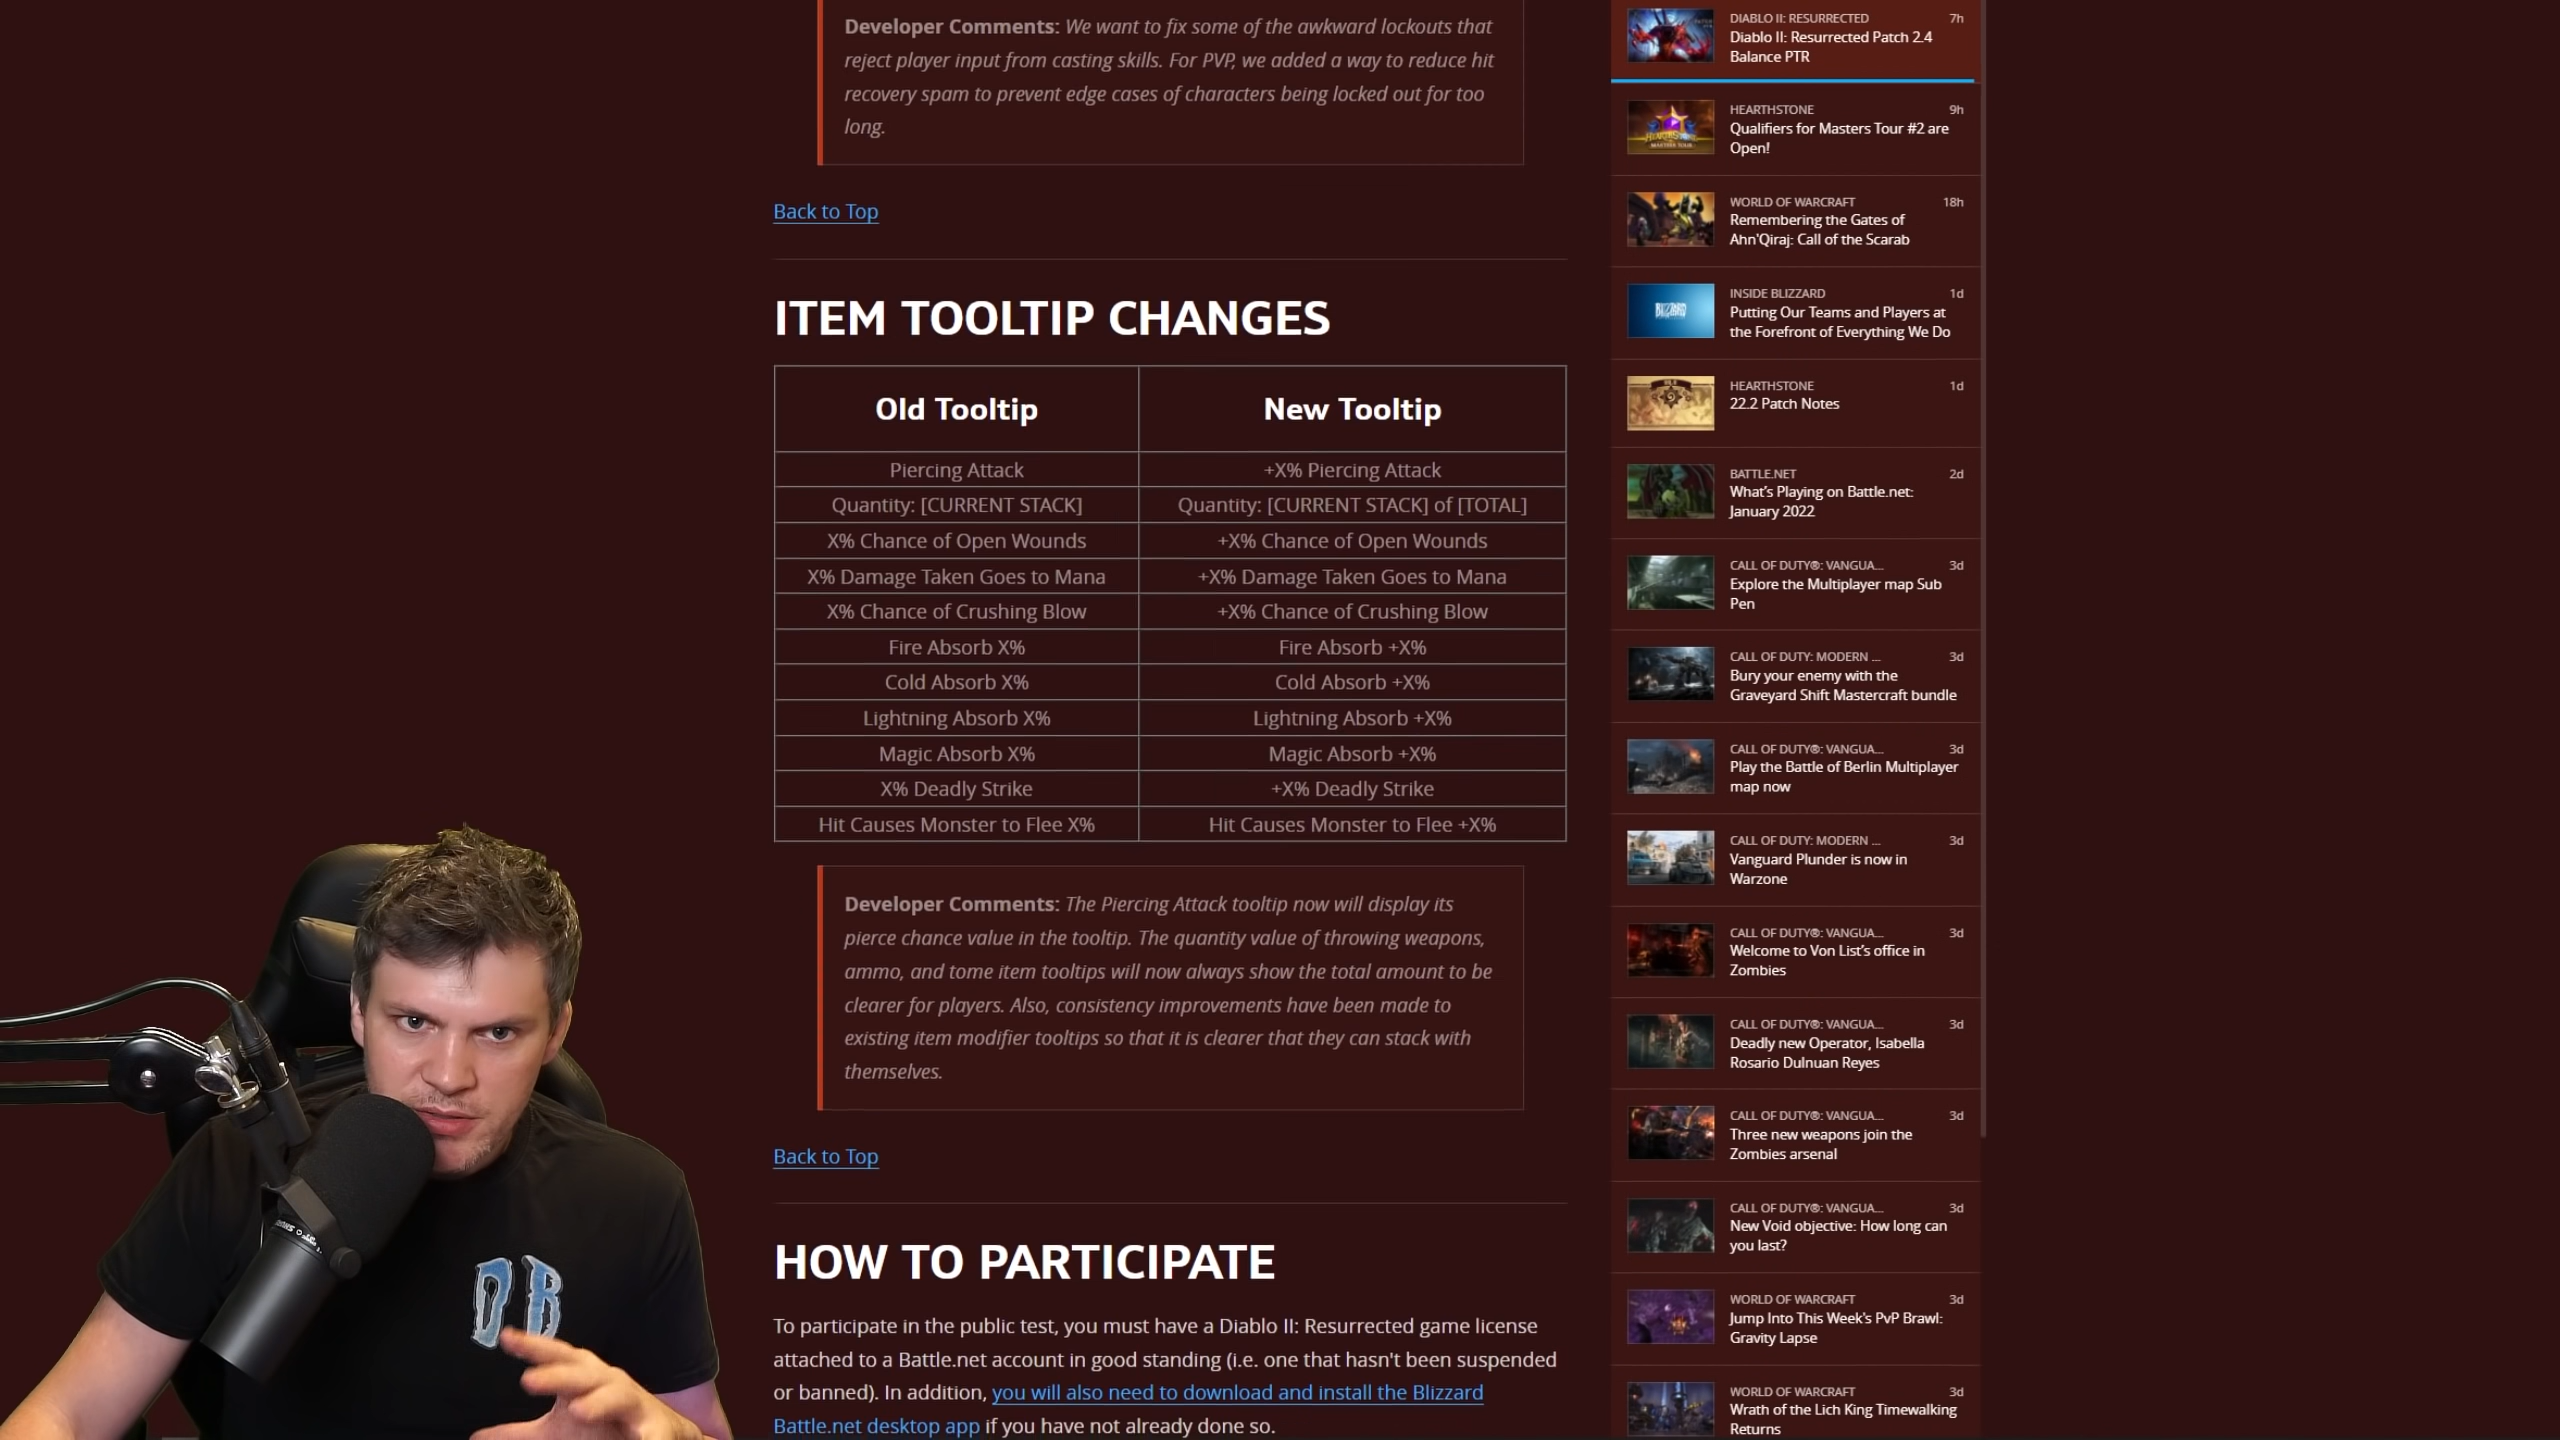 Developer Comments: We want to fix some of the awkward lockouts that
reject player input from casting skills. For PVP, we added a way to reduce hit
recovery spam to prevent edge cases of characters being locked out for too
long.
Back to Top
ITEM TOOLTIP CHANGES
Old Tooltip New Tooltip
Piercing Attack +X% Piercing Attack
Quantity: [CURRENT STACK] Quantity: [CURRENT STACK] of [TOTAL]
X% Chance of Open Wounds +X% Chance of Open Wounds
X% Damage Taken Goes to Mana +X% Damage Taken Goes to Mana
X% Chance of Crushing Blow +X% Chance of Crushing Blow
Fire Absorb X% Fire Absorb +X%
Cold Absorb X% Cold Absorb +X%
Lightning Absorb X% Lightning Absorb +X%
Magic Absorb X% Magic Absorb +X%
X% Deadly Strike +X% Deadly Strike
Hit Causes Monster to Flee X% Hit Causes Monster to Flee +X%
Developer Comments: The Piercing Attack tooltip now will display its
pierce chance value in the tooltip. The quantity value of throwing weapons,
ammo, and tome item tooltips will now always show the total amount to be
clearer for players. Also, consistency improvements have been made to
existing item modifier tooltips so that it is clearer that they can stack with
themselves.
Back to Top
HOW TO PARTICIPATE
To participate in the public test, you must have a Diablo II: Resurrected game license
attached to a Battle.net account in good standing (i.e. one that hasn't been suspended
or banned). In addition, you will also need to download and install the Blizzard
Battle.net desktop app if you have not already done so.
DIABLO II: RESURRECTED 7h
Diablo II: Resurrected Patch 2.4
Balance PTR
HEARTHSTONE 9h
Qualifiers for Masters Tour #2 are
Open!
WORLD OF WARCRAFT 18h
Remembering the Gates of
Ahn'Qiraj: Call of the Scarab
BLIZZARD
INSIDE BLIZZARD 1d
Putting Our Teams and Players at
the Forefront of Everything We Do
HEARTHSTONE 1d
22.2 Patch Notes
BATTLE.NET 2d
What's Playing on Battle.net:
January 2022
CALL OF DUTY®: VANGUA... 3d
Explore the Multiplayer map Sub
Pen
CALL OF DUTY: MODERN ... 3d
Bury your enemy with the
Graveyard Shift Mastercraft bundle
CALL OF DUTY®: VANGUA... 3d
Play the Battle of Berlin Multiplayer
map now
CALL OF DUTY: MODERN ... 3d
Vanguard Plunder is now in
Warzone
CALL OF DUTY®: VANGUA... 3d
Welcome to Von List's office in
Zombies
CALL OF DUTY®: VANGUA... 3d
Deadly new Operator, Isabella
Rosario Dulnuan Reyes
CALL OF DUTY®: VANGUA... 3d
Three new weapons join the
Zombies arsenal
CALL OF DUTY®: VANGUA... 3d
New Void objective: How long can
you last?
WORLD OF WARCRAFT 3d
Jump Into This Week's PvP Brawl:
Gravity Lapse
WORLD OF WARCRAFT 3d
Wrath of the Lich King Timewalking
Returns
DB